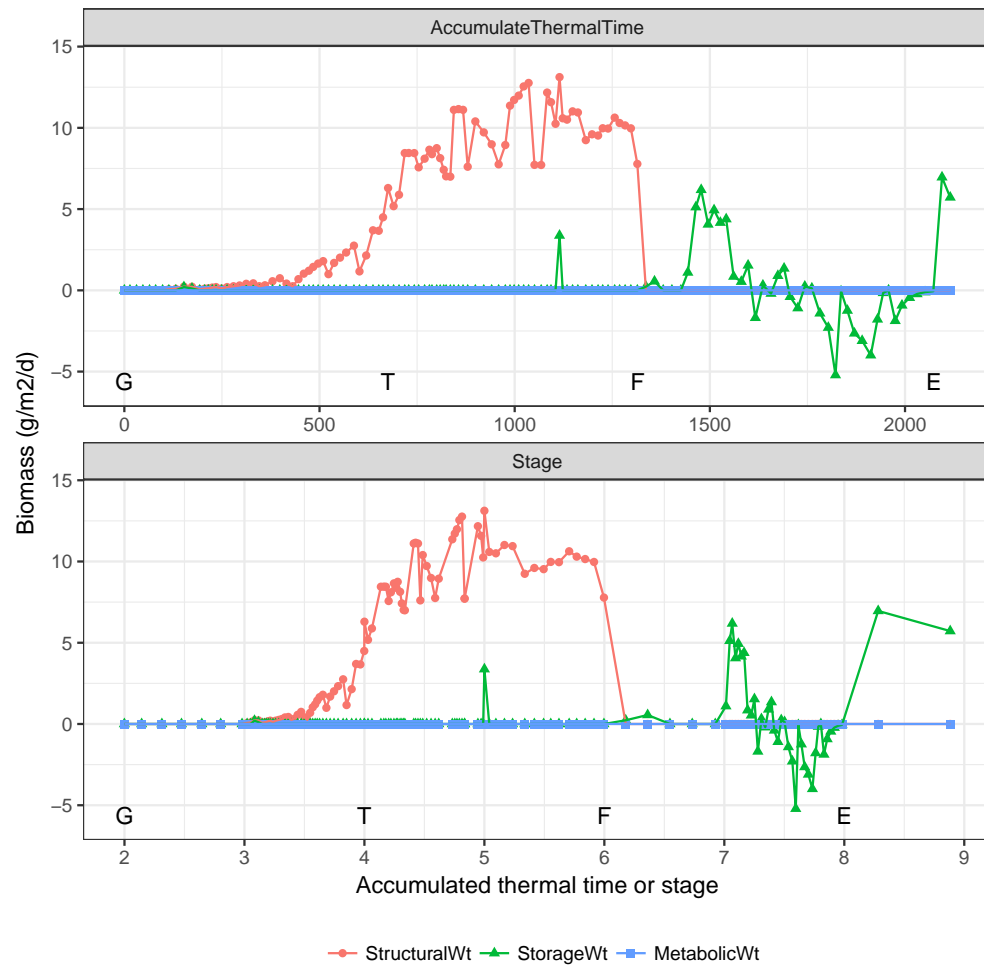 AccumulateThermalTime
15
10
5
0
−5
G T F E
0 500 1000 1500 2000
Biomass (g/m2/d)
Stage
15
10
5
0
−5
G T F E
2 3 4 5 6 7 8 9
Accumulated thermal time or stage
StructuralWt StorageWt MetabolicWt